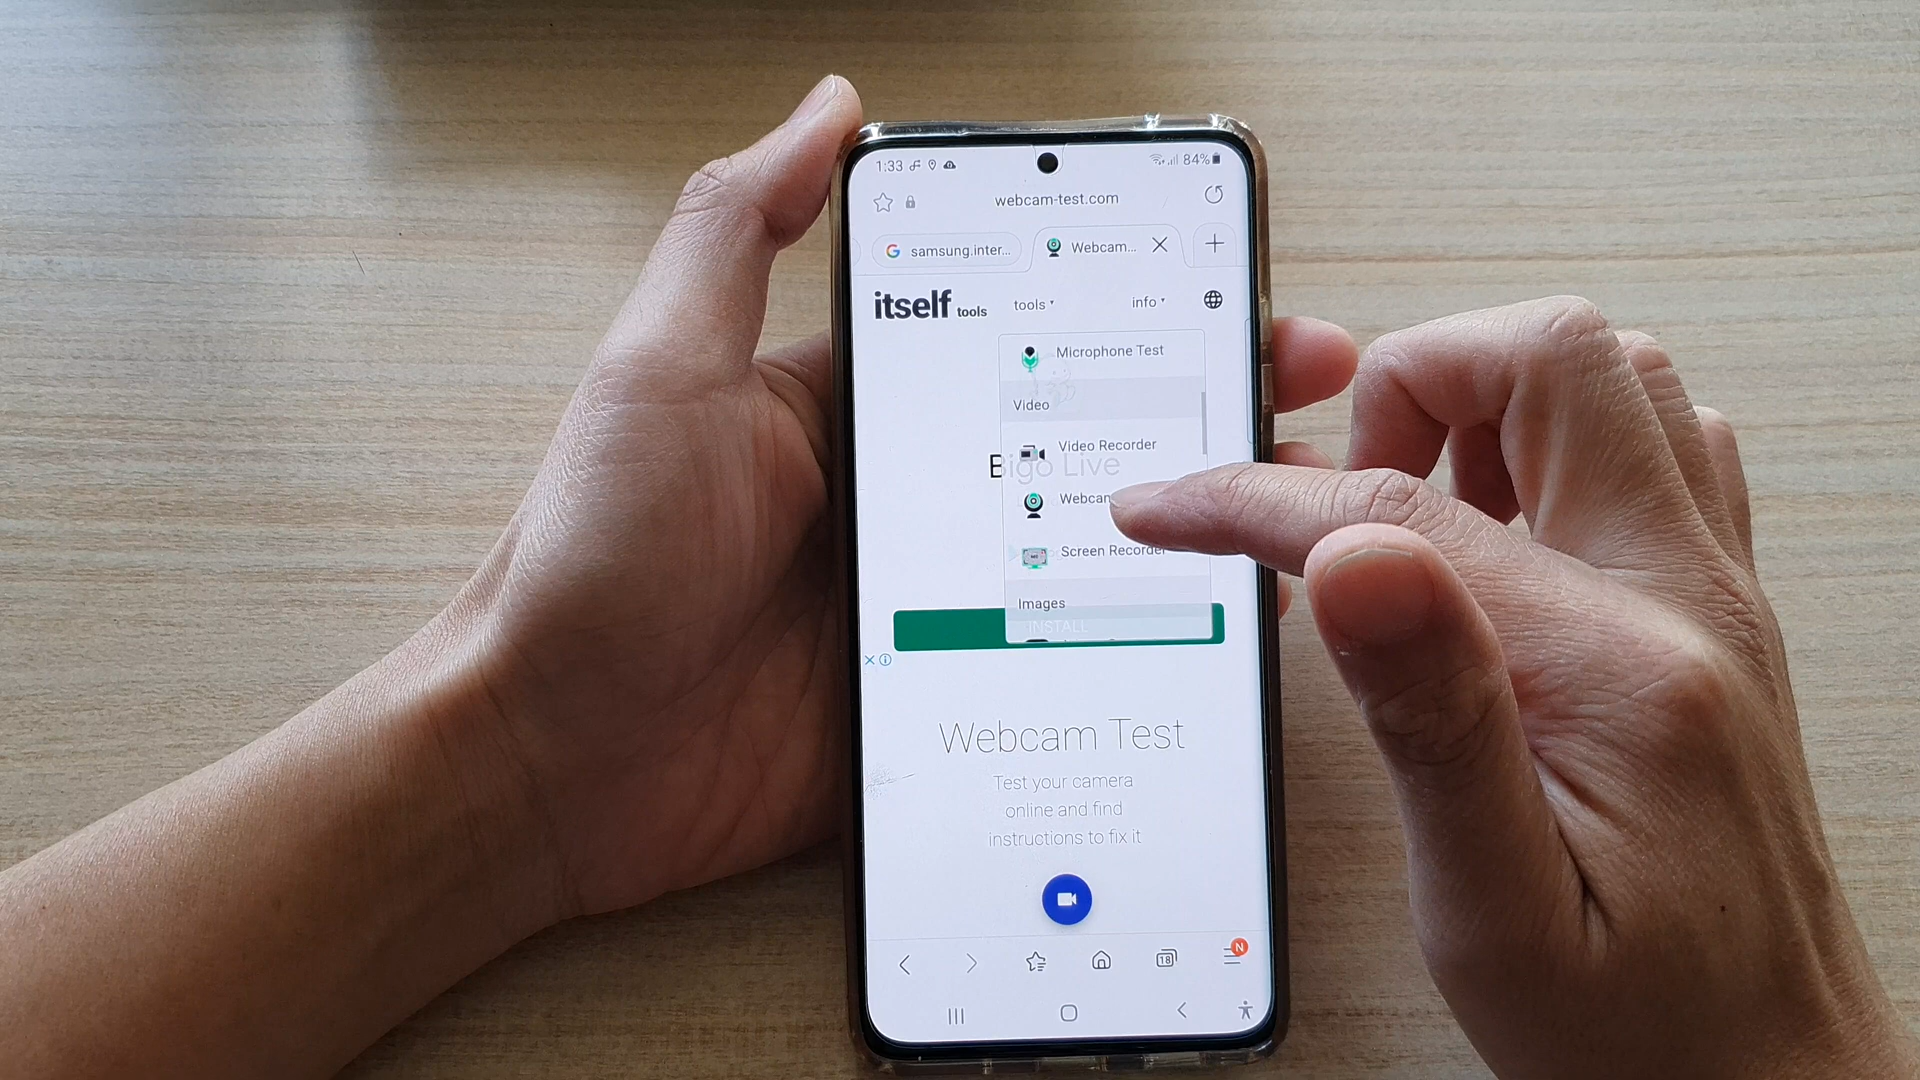 1:33
84%
webcam-test.com
samsung.inter...
Webcam...
itself tools
tools
info
Microphone Test
Video
Video Recorder
Bigo Live
Webcam
Screen Recorder
Images
INSTALL
Webcam Test
Test your camera
online and find
instructions to fix it
18
N